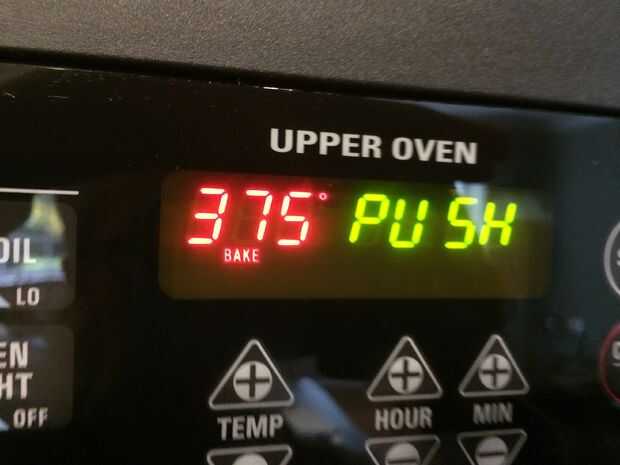 UPPER OVEN
375° PUSH
BAKE
OIL
LO
EN
HT
OFF
TEMP
HOUR
MIN